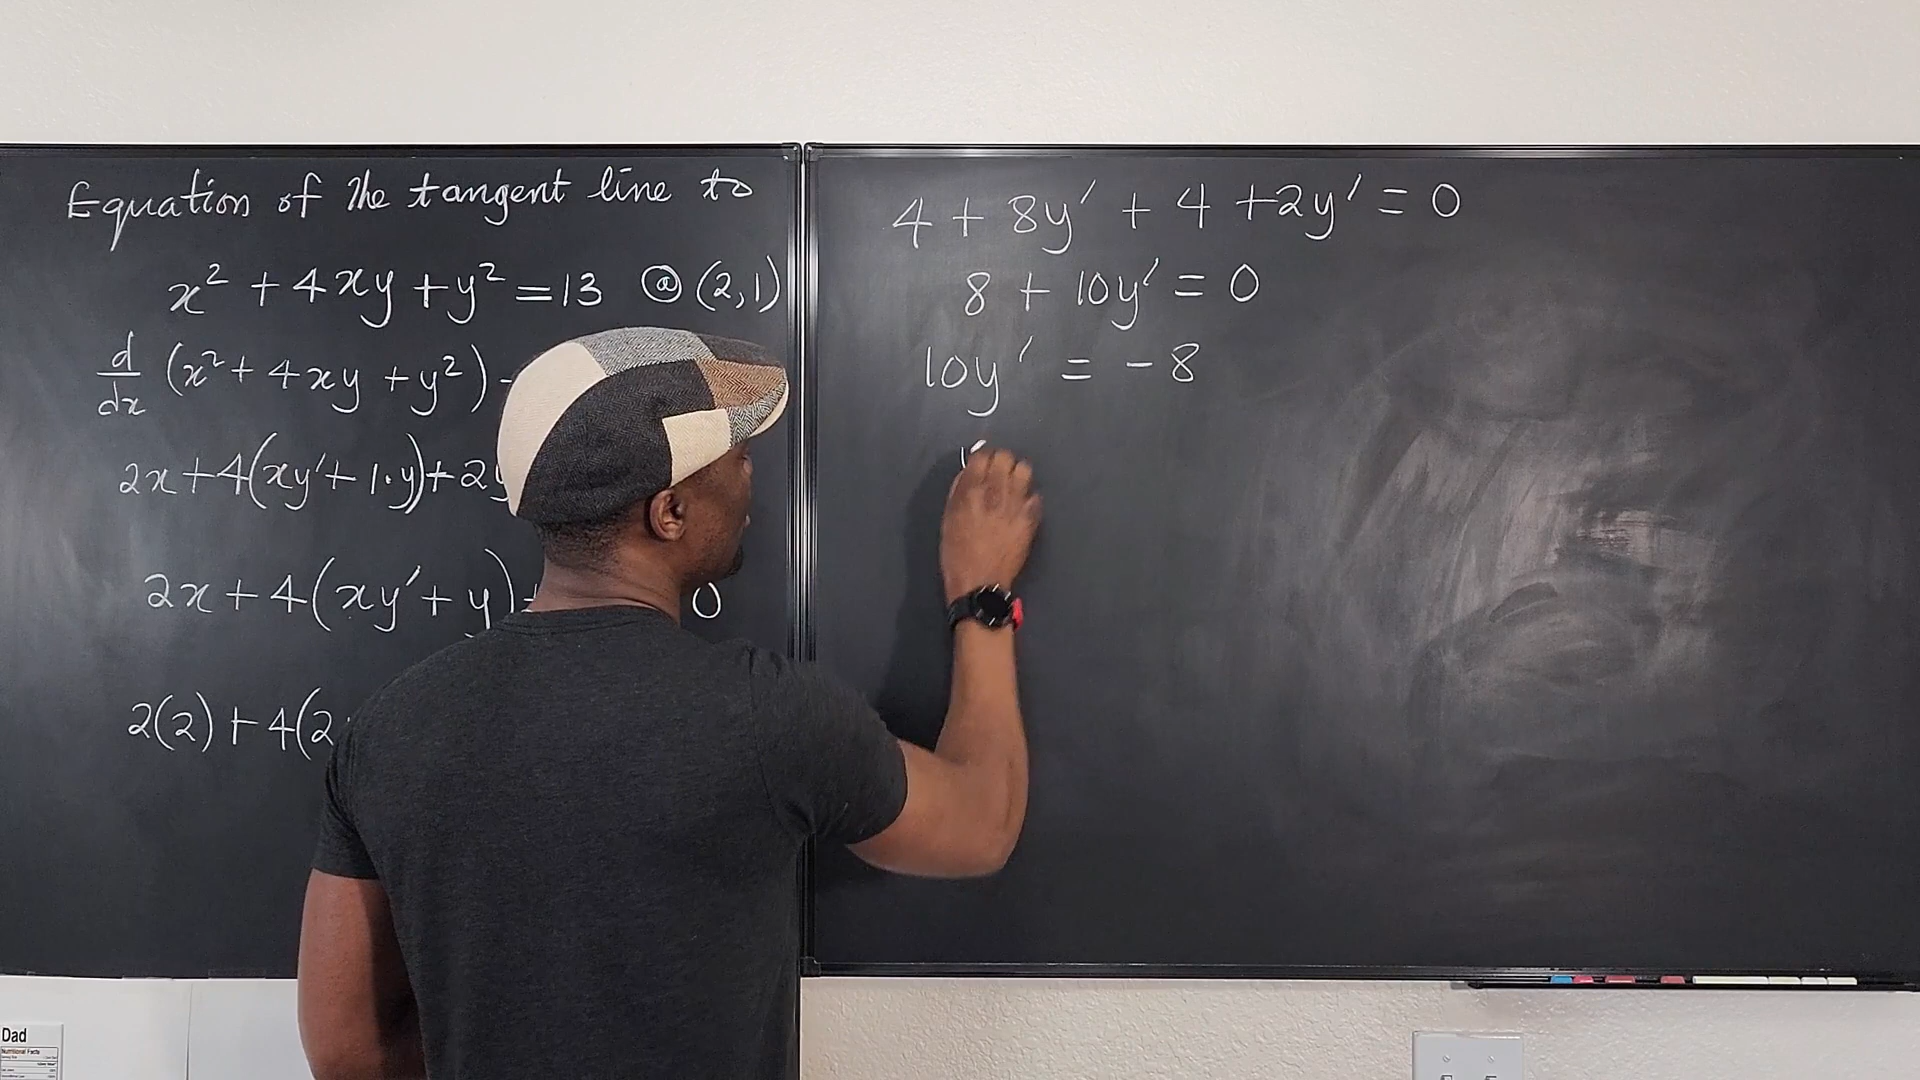 Equation of the tangent line to
x² + 4xy + y² = 13 @ (2,1)
d/dx (x² + 4xy + y²)
2x + 4(xy' + 1·y) + 2y
2x + 4(xy' + y) + 0
2(2) + 4(2
4 + 8y' + 4 + 2y' = 0
8 + 10y' = 0
10y' = -8
Dad
Nutritional Facts